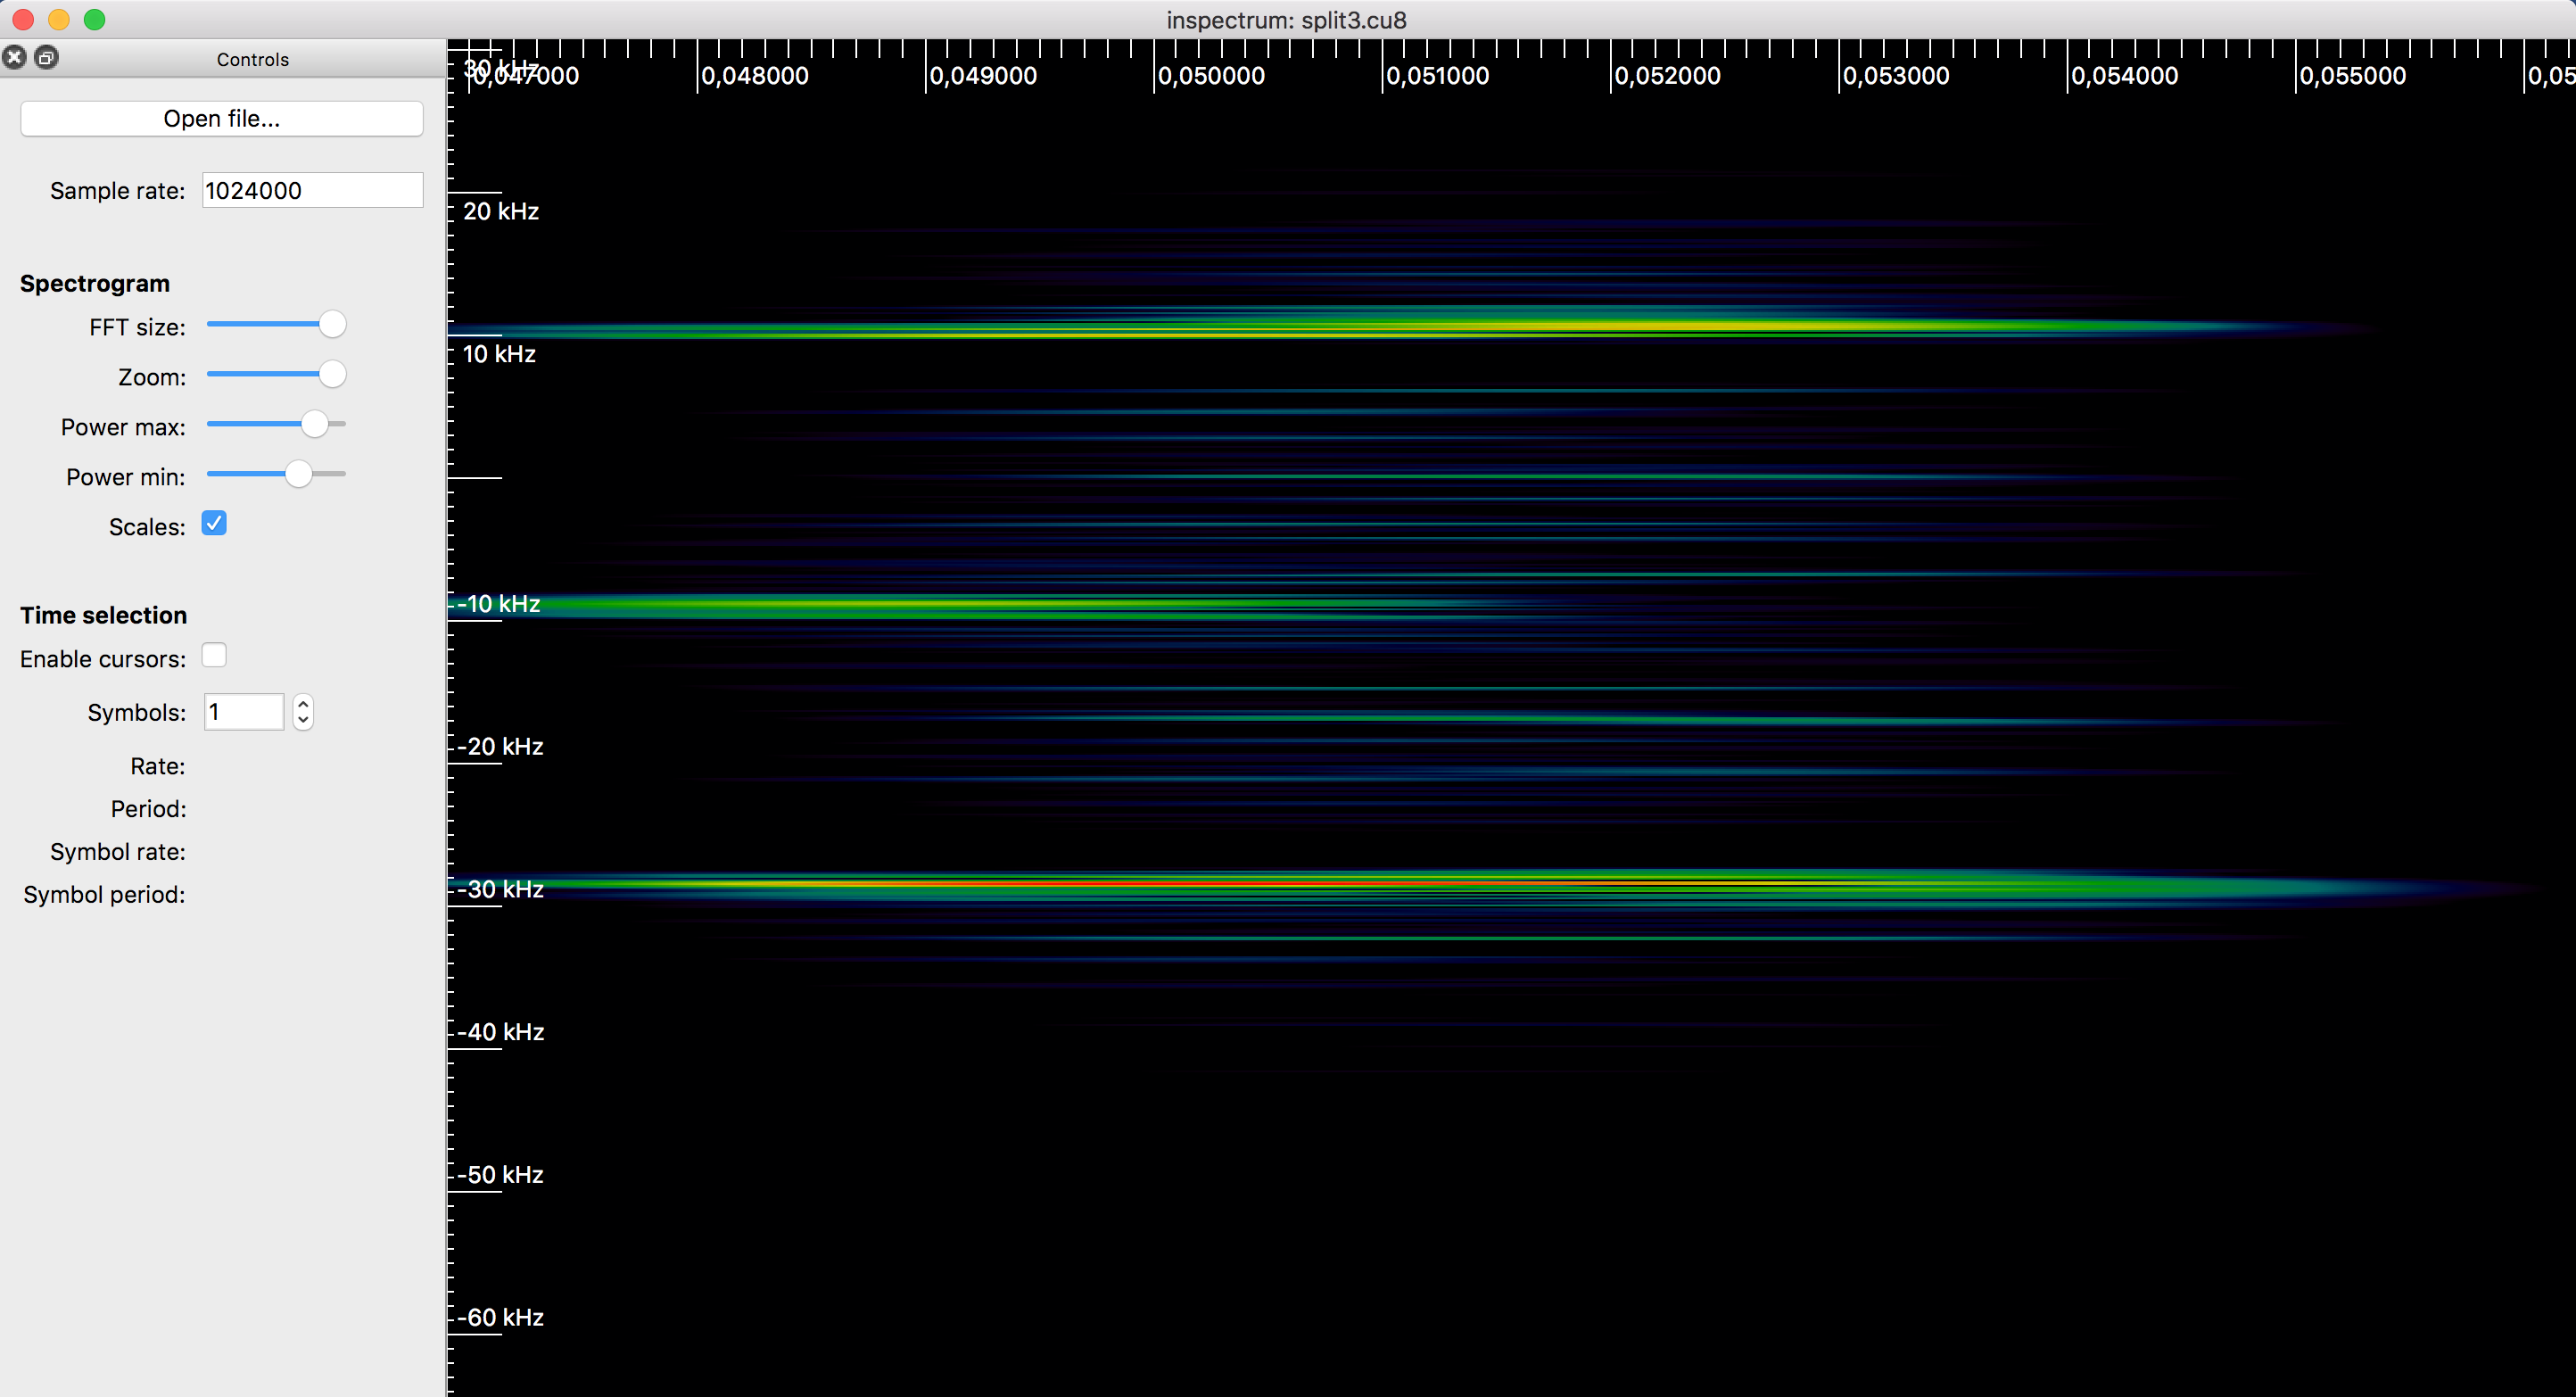 inspectrum: split3.cu8
Controls
Open file...
Sample rate: 1024000
Spectrogram
FFT size:
Zoom:
Power max:
Power min:
Scales:
Time selection
Enable cursors:
Symbols: 1
Rate:
Period:
Symbol rate:
Symbol period:
0,047000 0,048000 0,049000 0,050000 0,051000 0,052000 0,053000 0,054000 0,055000 0,05
30 kHz
20 kHz
10 kHz
-10 kHz
-20 kHz
-30 kHz
-40 kHz
-50 kHz
-60 kHz